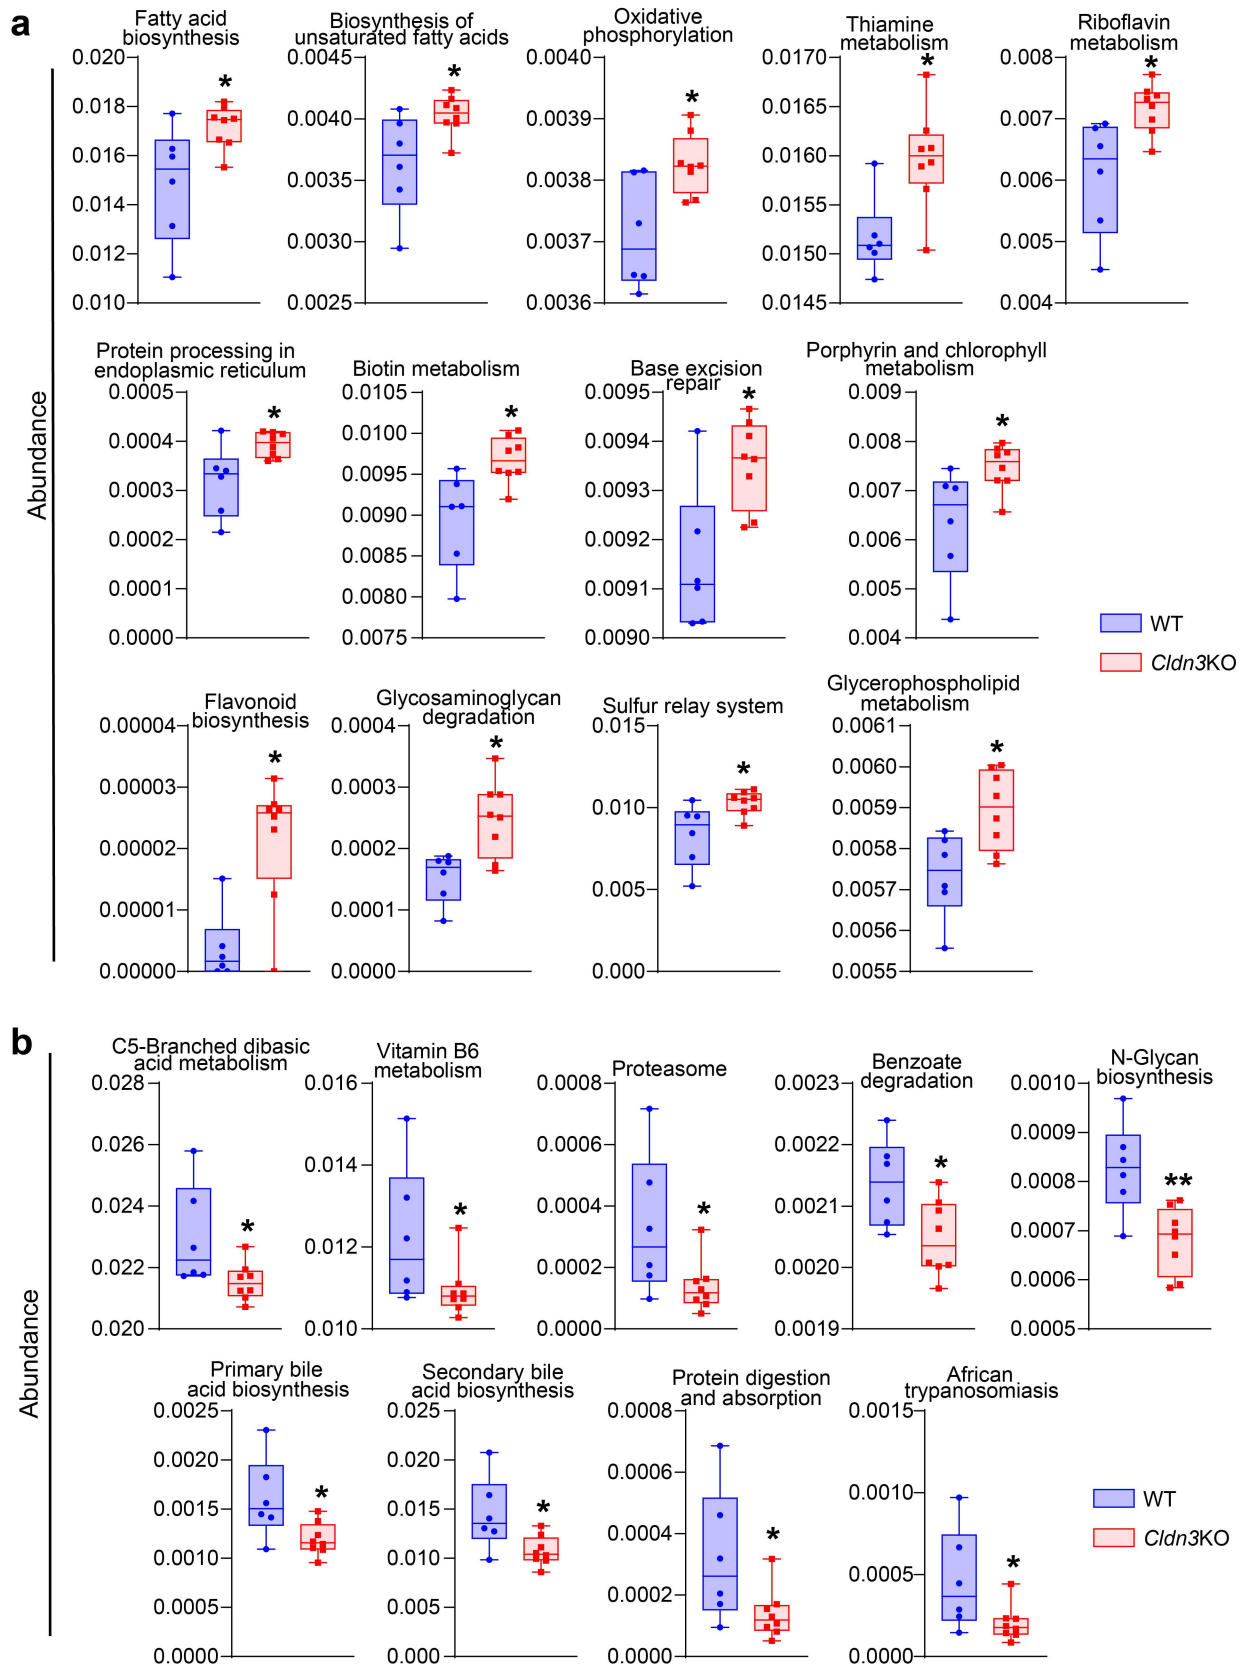 a
Fatty acid
biosynthesis
0.020
0.018
0.016
0.014
0.012
0.010
*
Biosynthesis of
unsaturated fatty acids
0.0045
0.0040
0.0035
0.0030
0.0025
*
Oxidative
phosphorylation
0.0040
0.0039
0.0038
0.0037
0.0036
*
Thiamine
metabolism
0.0170
0.0165
0.0160
0.0155
0.0150
0.0145
*
Riboflavin
metabolism
0.008
0.007
0.006
0.005
0.004
*
Abundance
Protein processing in
endoplasmic reticulum
0.0005
0.0004
0.0003
0.0002
0.0001
0.0000
*
Biotin metabolism
0.0105
0.0100
0.0095
0.0090
0.0085
0.0080
0.0075
*
Base excision
repair
0.0095
0.0094
0.0093
0.0092
0.0091
0.0090
*
Porphyrin and chlorophyll
metabolism
0.009
0.008
0.007
0.006
0.005
0.004
*
WT
Cldn3KO
Flavonoid
biosynthesis
0.00004
0.00003
0.00002
0.00001
0.00000
*
Glycosaminoglycan
degradation
0.0004
0.0003
0.0002
0.0001
0.0000
*
Sulfur relay system
0.015
0.010
0.005
0.000
*
Glycerophospholipid
metabolism
0.0061
0.0060
0.0059
0.0058
0.0057
0.0056
0.0055
*
b
C5-Branched dibasic
acid metabolism
0.028
0.026
0.024
0.022
0.020
*
Vitamin B6
metabolism
0.016
0.014
0.012
0.010
*
Proteasome
0.0008
0.0006
0.0004
0.0002
0.0000
*
Benzoate
degradation
0.0023
0.0022
0.0021
0.0020
0.0019
*
N-Glycan
biosynthesis
0.0010
0.0009
0.0008
0.0007
0.0006
0.0005
**
Abundance
Primary bile
acid biosynthesis
0.0025
0.0020
0.0015
0.0010
0.0005
0.0000
*
Secondary bile
acid biosynthesis
0.025
0.020
0.015
0.010
0.005
0.000
*
Protein digestion
and absorption
0.0008
0.0006
0.0004
0.0002
0.0000
*
African
trypanosomiasis
0.0015
0.0010
0.0005
0.0000
*
WT
Cldn3KO